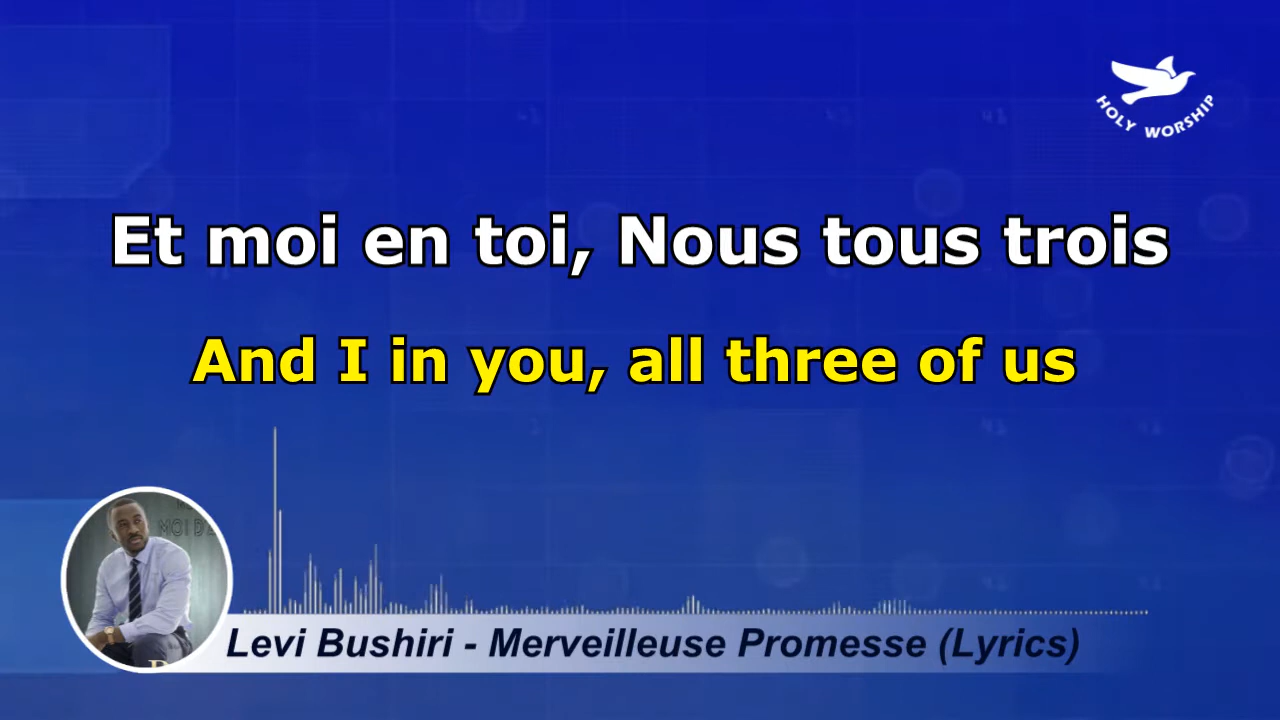 HOLY WORSHIP
Et moi en toi, Nous tous trois
And I in you, all three of us
Levi Bushiri - Merveilleuse Promesse (Lyrics)